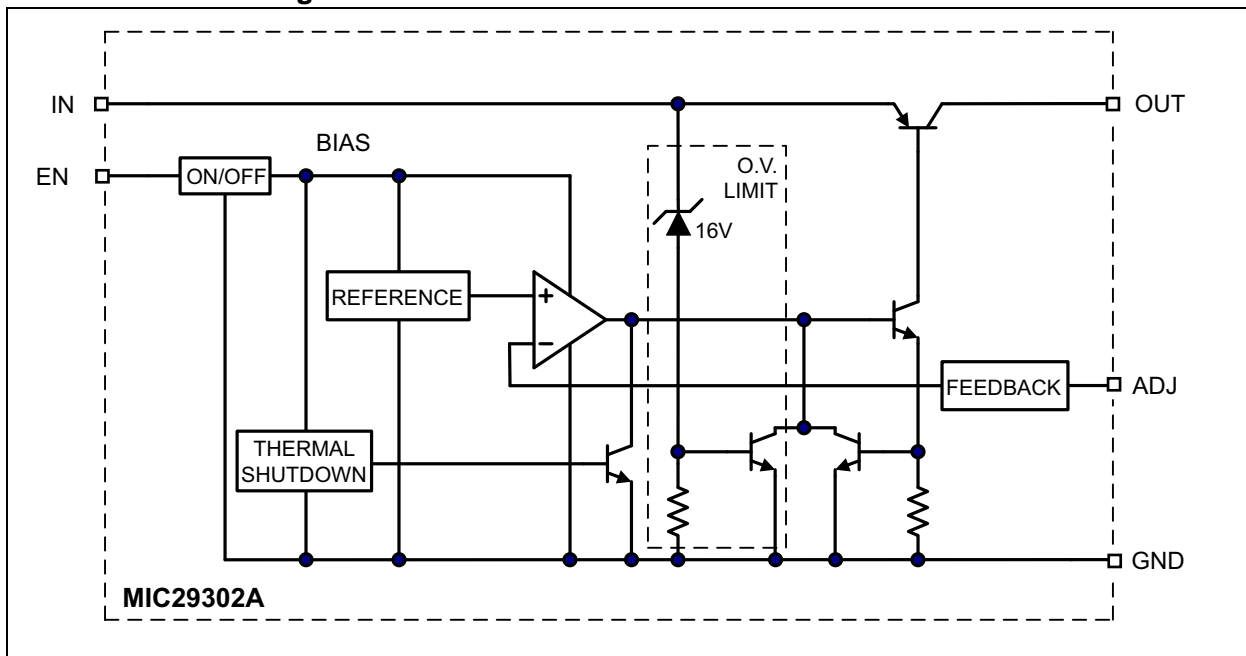 IN
OUT
BIAS
EN
ON/OFF
O.V.
LIMIT
16V
REFERENCE
+
−
FEEDBACK
ADJ
THERMAL
SHUTDOWN
GND
MIC29302A